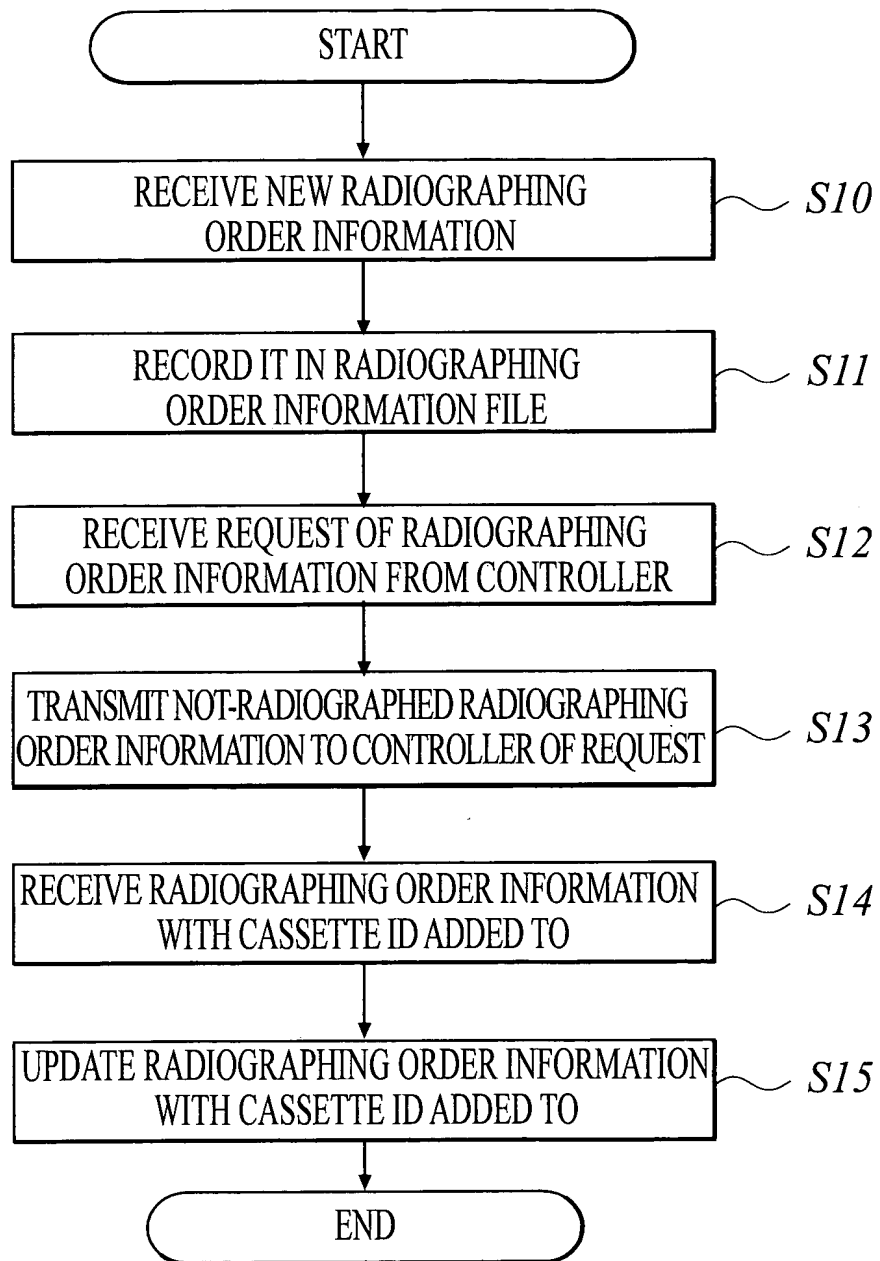 START
RECEIVE NEW RADIOGRAPHING
ORDER INFORMATION
S10
RECORD IT IN RADIOGRAPHING
ORDER INFORMATION FILE
S11
RECEIVE REQUEST OF RADIOGRAPHING
ORDER INFORMATION FROM CONTROLLER
S12
TRANSMIT NOT-RADIOGRAPHED RADIOGRAPHING
ORDER INFORMATION TO CONTROLLER OF REQUEST
S13
RECEIVE RADIOGRAPHING ORDER INFORMATION
WITH CASSETTE ID ADDED TO
S14
UPDATE RADIOGRAPHING ORDER INFORMATION
WITH CASSETTE ID ADDED TO
S15
END